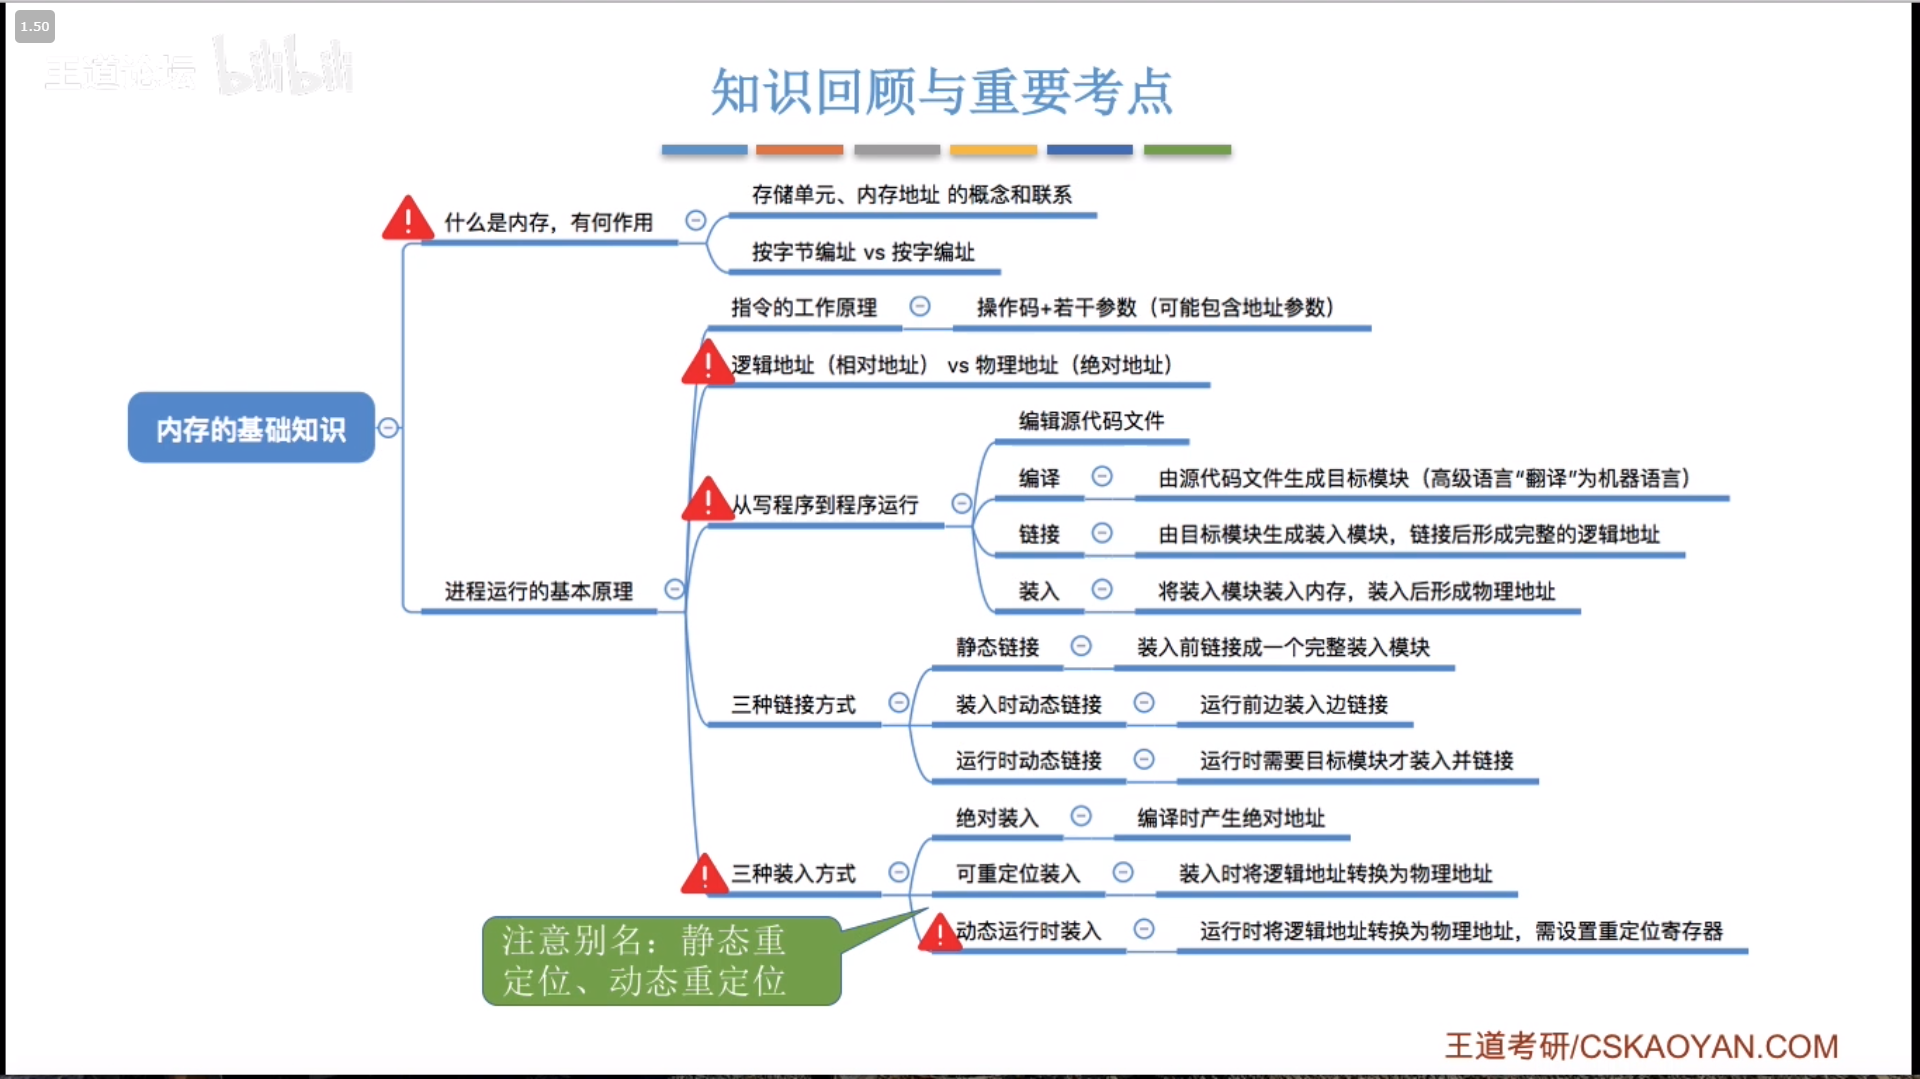 1.50
王道论坛 bilibili
知识回顾与重要考点
存储单元、内存地址 的概念和联系
什么是内存，有何作用
按字节编址 vs 按字编址
指令的工作原理
操作码+若干参数（可能包含地址参数）
逻辑地址（相对地址） vs 物理地址（绝对地址）
编辑源代码文件
内存的基础知识
编译
由源代码文件生成目标模块（高级语言“翻译”为机器语言）
从写程序到程序运行
链接
由目标模块生成装入模块，链接后形成完整的逻辑地址
装入
将装入模块装入内存，装入后形成物理地址
进程运行的基本原理
静态链接
装入前链接成一个完整装入模块
三种链接方式
装入时动态链接
运行前边装入边链接
运行时动态链接
运行时需要目标模块才装入并链接
绝对装入
编译时产生绝对地址
三种装入方式
可重定位装入
装入时将逻辑地址转换为物理地址
动态运行时装入
运行时将逻辑地址转换为物理地址，需设置重定位寄存器
注意别名：静态重
定位、动态重定位
王道考研/CSKAOYAN.COM